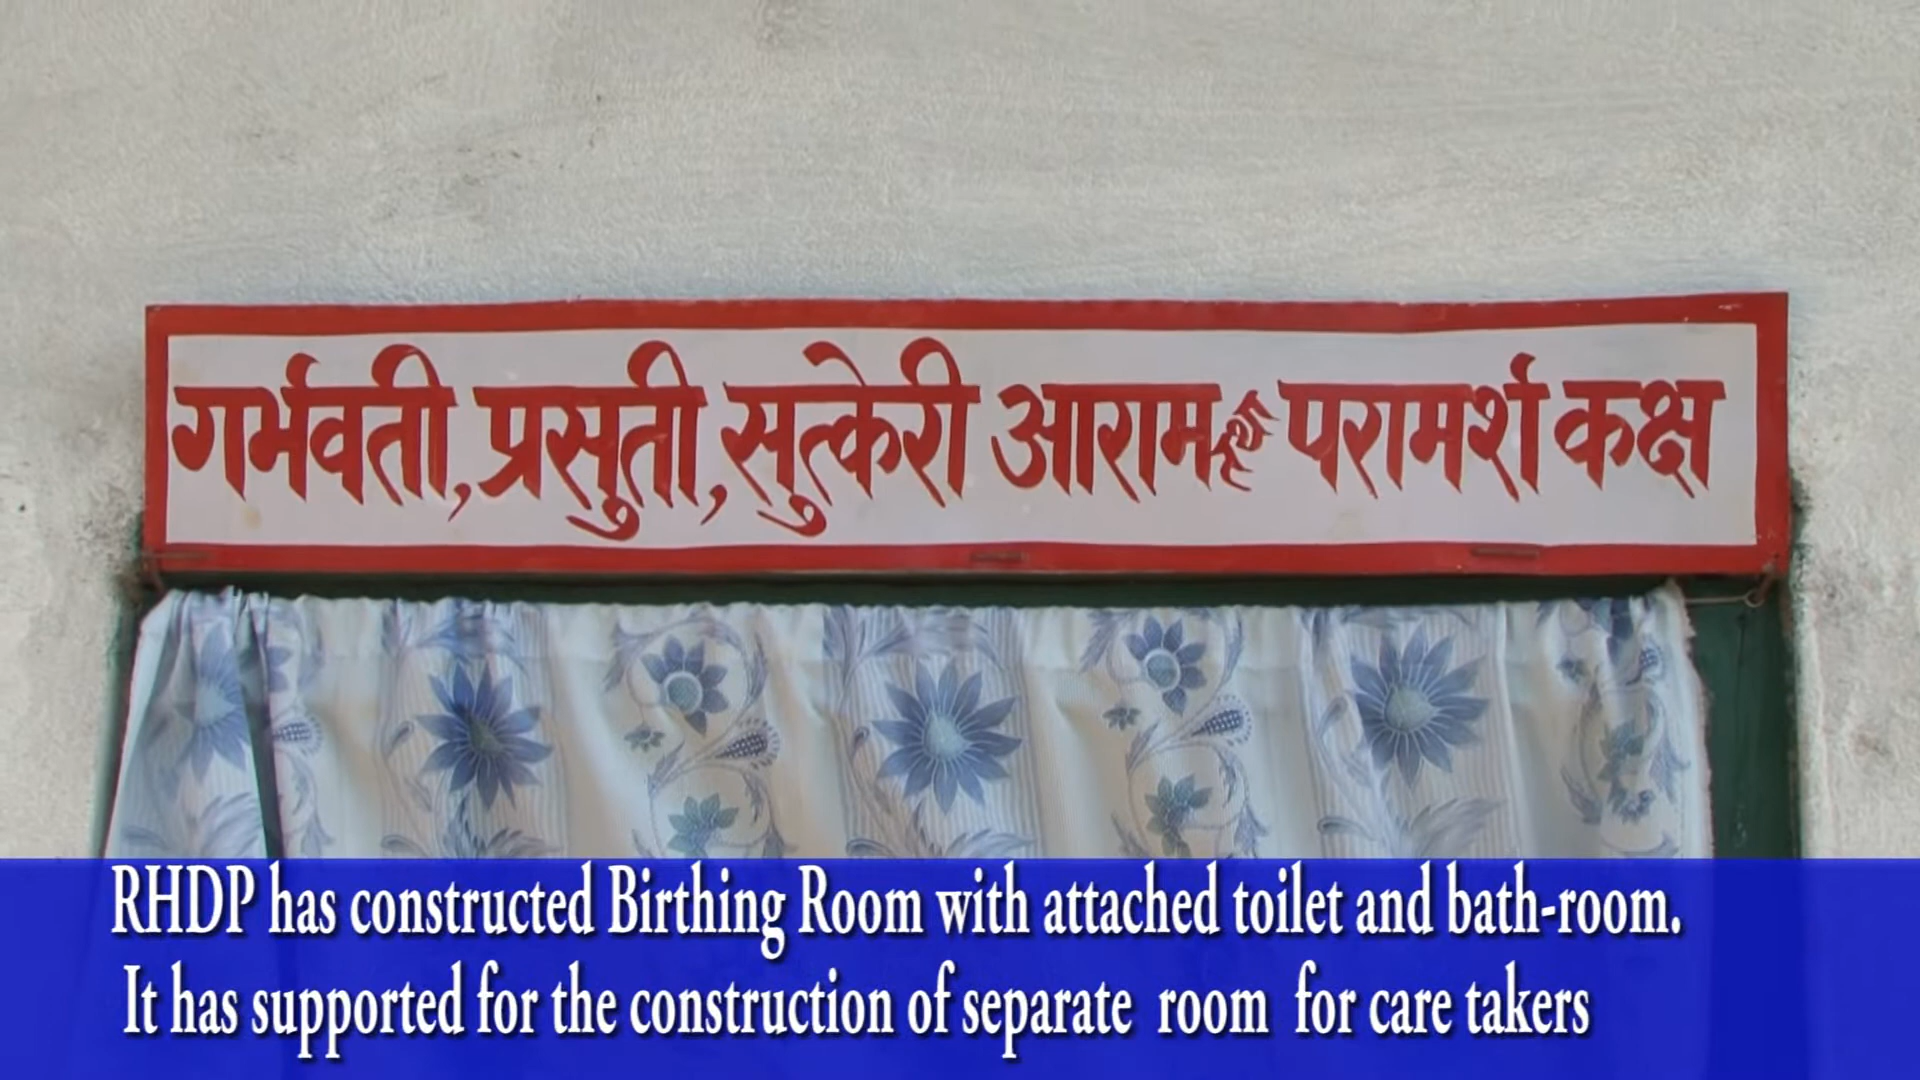 गर्भवती, प्रसुती, सुत्केरी आराम तथा परामर्श कक्ष
RHDP has constructed Birthing Room with attached toilet and bath-room.
It has supported for the construction of separate room for care takers